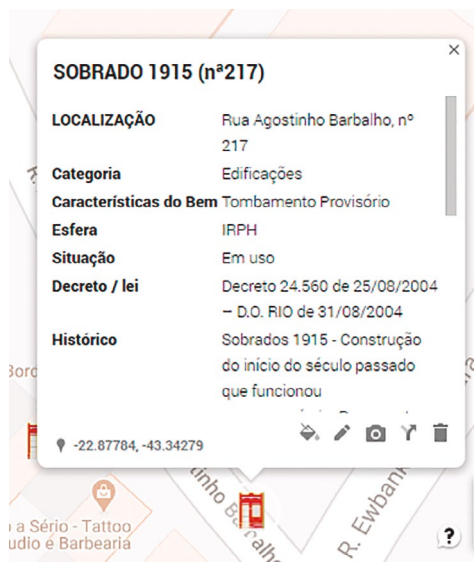 ×
SOBRADO 1915 (nª217)
LOCALIZAÇÃO Rua Agostinho Barbalho, nº
217
Categoria Edificações
Características do Bem Tombamento Provisório
Esfera IRPH
Situação Em uso
Decreto / lei Decreto 24.560 de 25/08/2004
– D.O. RIO de 31/08/2004
Histórico Sobrados 1915 - Construção
do início do século passado
que funcionou
-22.87784, -43.34279
a Sério - Tattoo
udio e Barbearia
R. Ewbank
?